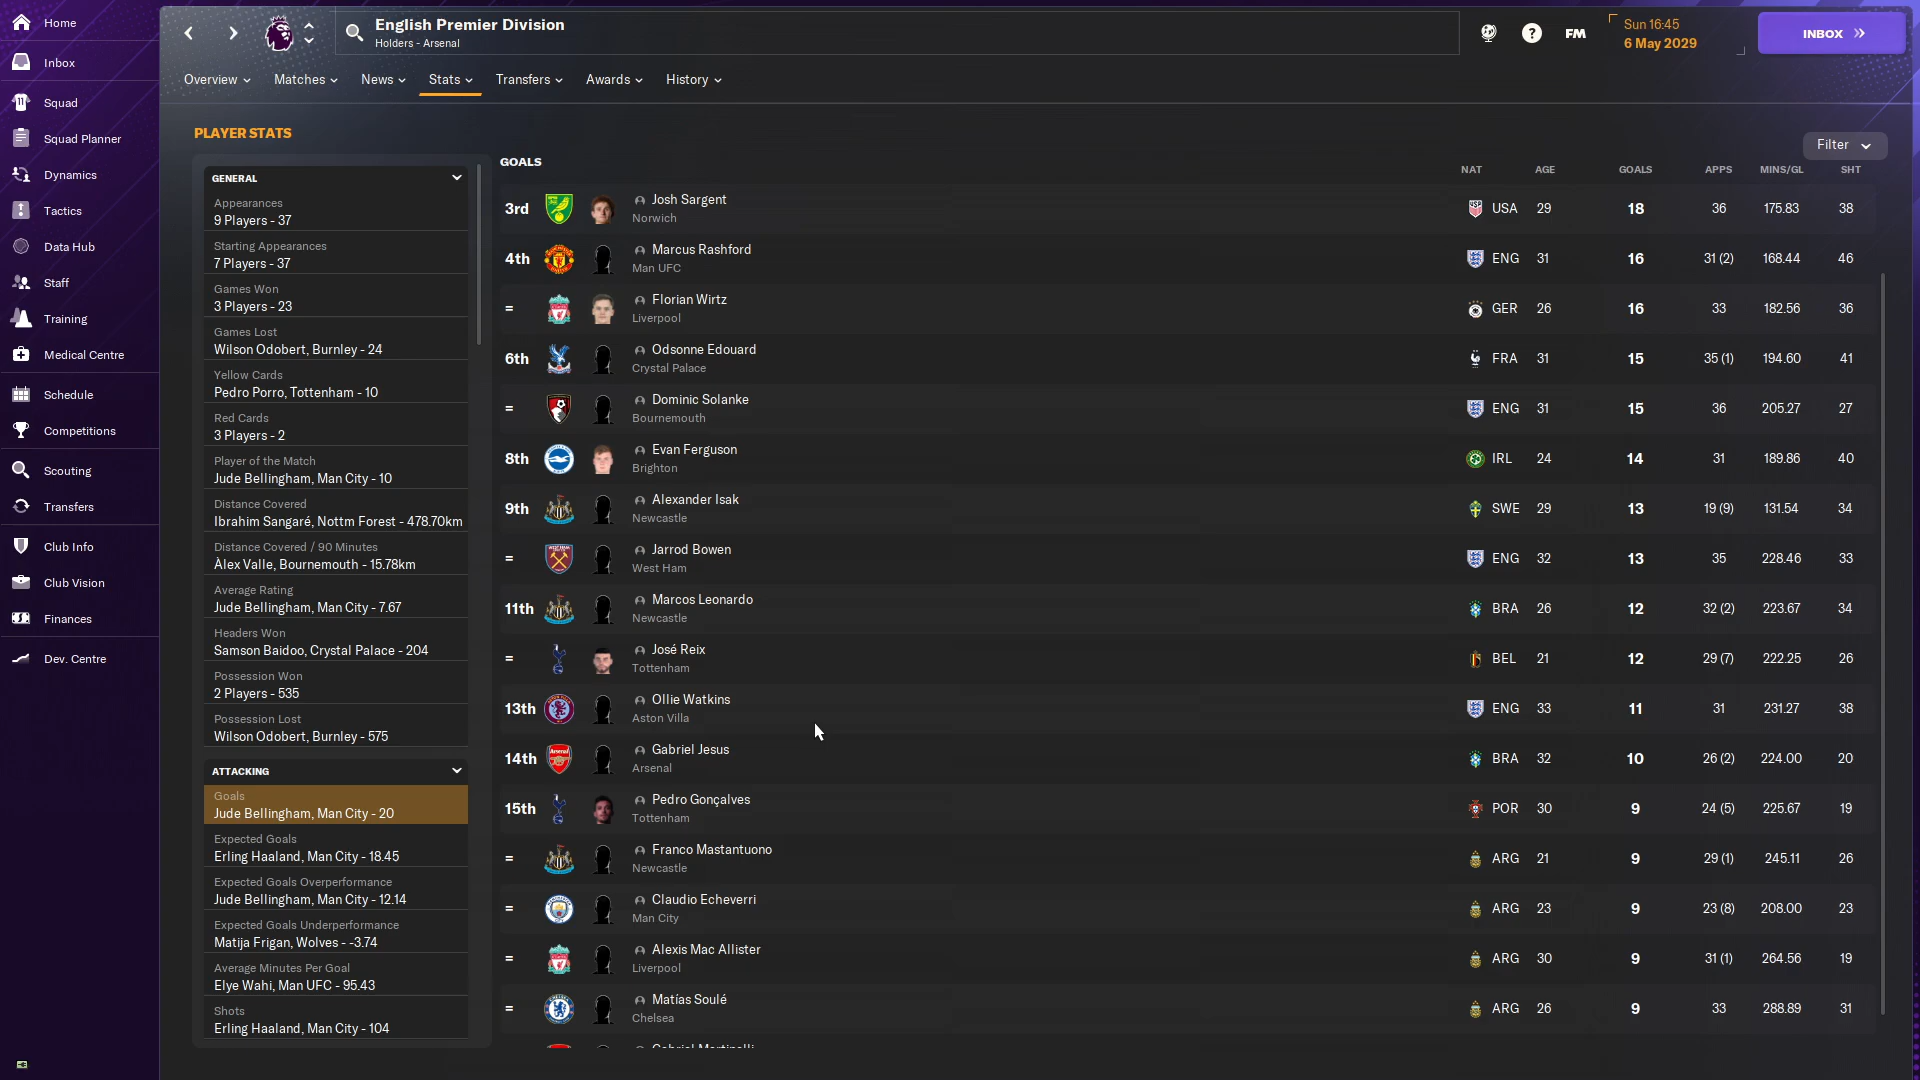 Home
Inbox
Squad
Squad Planner
Dynamics
Tactics
Data Hub
Staff
Training
Medical Centre
Schedule
Competitions
Scouting
Transfers
Club Info
Club Vision
Finances
Dev. Centre
English Premier Division
Holders - Arsenal
FM
Sun 16:45
6 May 2029
INBOX
Overview Matches News Stats Transfers Awards History
PLAYER STATS
Filter
GENERAL
Appearances
9 Players - 37
Starting Appearances
7 Players - 37
Games Won
3 Players - 23
Games Lost
Wilson Odobert, Burnley - 24
Yellow Cards
Pedro Porro, Tottenham - 10
Red Cards
3 Players - 2
Player of the Match
Jude Bellingham, Man City - 10
Distance Covered
Ibrahim Sangaré, Nottm Forest - 478.70km
Distance Covered / 90 Minutes
Àlex Valle, Bournemouth - 15.78km
Average Rating
Jude Bellingham, Man City - 7.67
Headers Won
Samson Baidoo, Crystal Palace - 204
Possession Won
2 Players - 535
Possession Lost
Wilson Odobert, Burnley - 575
ATTACKING
Goals
Jude Bellingham, Man City - 20
Expected Goals
Erling Haaland, Man City - 18.45
Expected Goals Overperformance
Jude Bellingham, Man City - 12.14
Expected Goals Underperformance
Matija Frigan, Wolves - -3.74
Average Minutes Per Goal
Elye Wahi, Man UFC - 95.43
Shots
Erling Haaland, Man City - 104
GOALS NAT AGE GOALS APPS MINS/GL SHT
3rd Josh Sargent USA 29 18 36 175.83 38
Norwich
4th Marcus Rashford ENG 31 16 31 (2) 168.44 46
Man UFC
= Florian Wirtz GER 26 16 33 182.56 36
Liverpool
6th Odsonne Edouard FRA 31 15 35 (1) 194.60 41
Crystal Palace
= Dominic Solanke ENG 31 15 36 205.27 27
Bournemouth
8th Evan Ferguson IRL 24 14 31 189.86 40
Brighton
9th Alexander Isak SWE 29 13 19 (9) 131.54 34
Newcastle
= Jarrod Bowen ENG 32 13 35 228.46 33
West Ham
11th Marcos Leonardo BRA 26 12 32 (2) 223.67 34
Newcastle
= José Reix BEL 21 12 29 (7) 222.25 26
Tottenham
13th Ollie Watkins ENG 33 11 31 231.27 38
Aston Villa
14th Gabriel Jesus BRA 32 10 26 (2) 224.00 20
Arsenal
15th Pedro Gonçalves POR 30 9 24 (5) 225.67 19
Tottenham
= Franco Mastantuono ARG 21 9 29 (1) 245.11 26
Newcastle
= Claudio Echeverri ARG 23 9 23 (8) 208.00 23
Man City
= Alexis Mac Allister ARG 30 9 31 (1) 264.56 19
Liverpool
= Matías Soulé ARG 26 9 33 288.89 31
Chelsea
Gabriel Martinelli